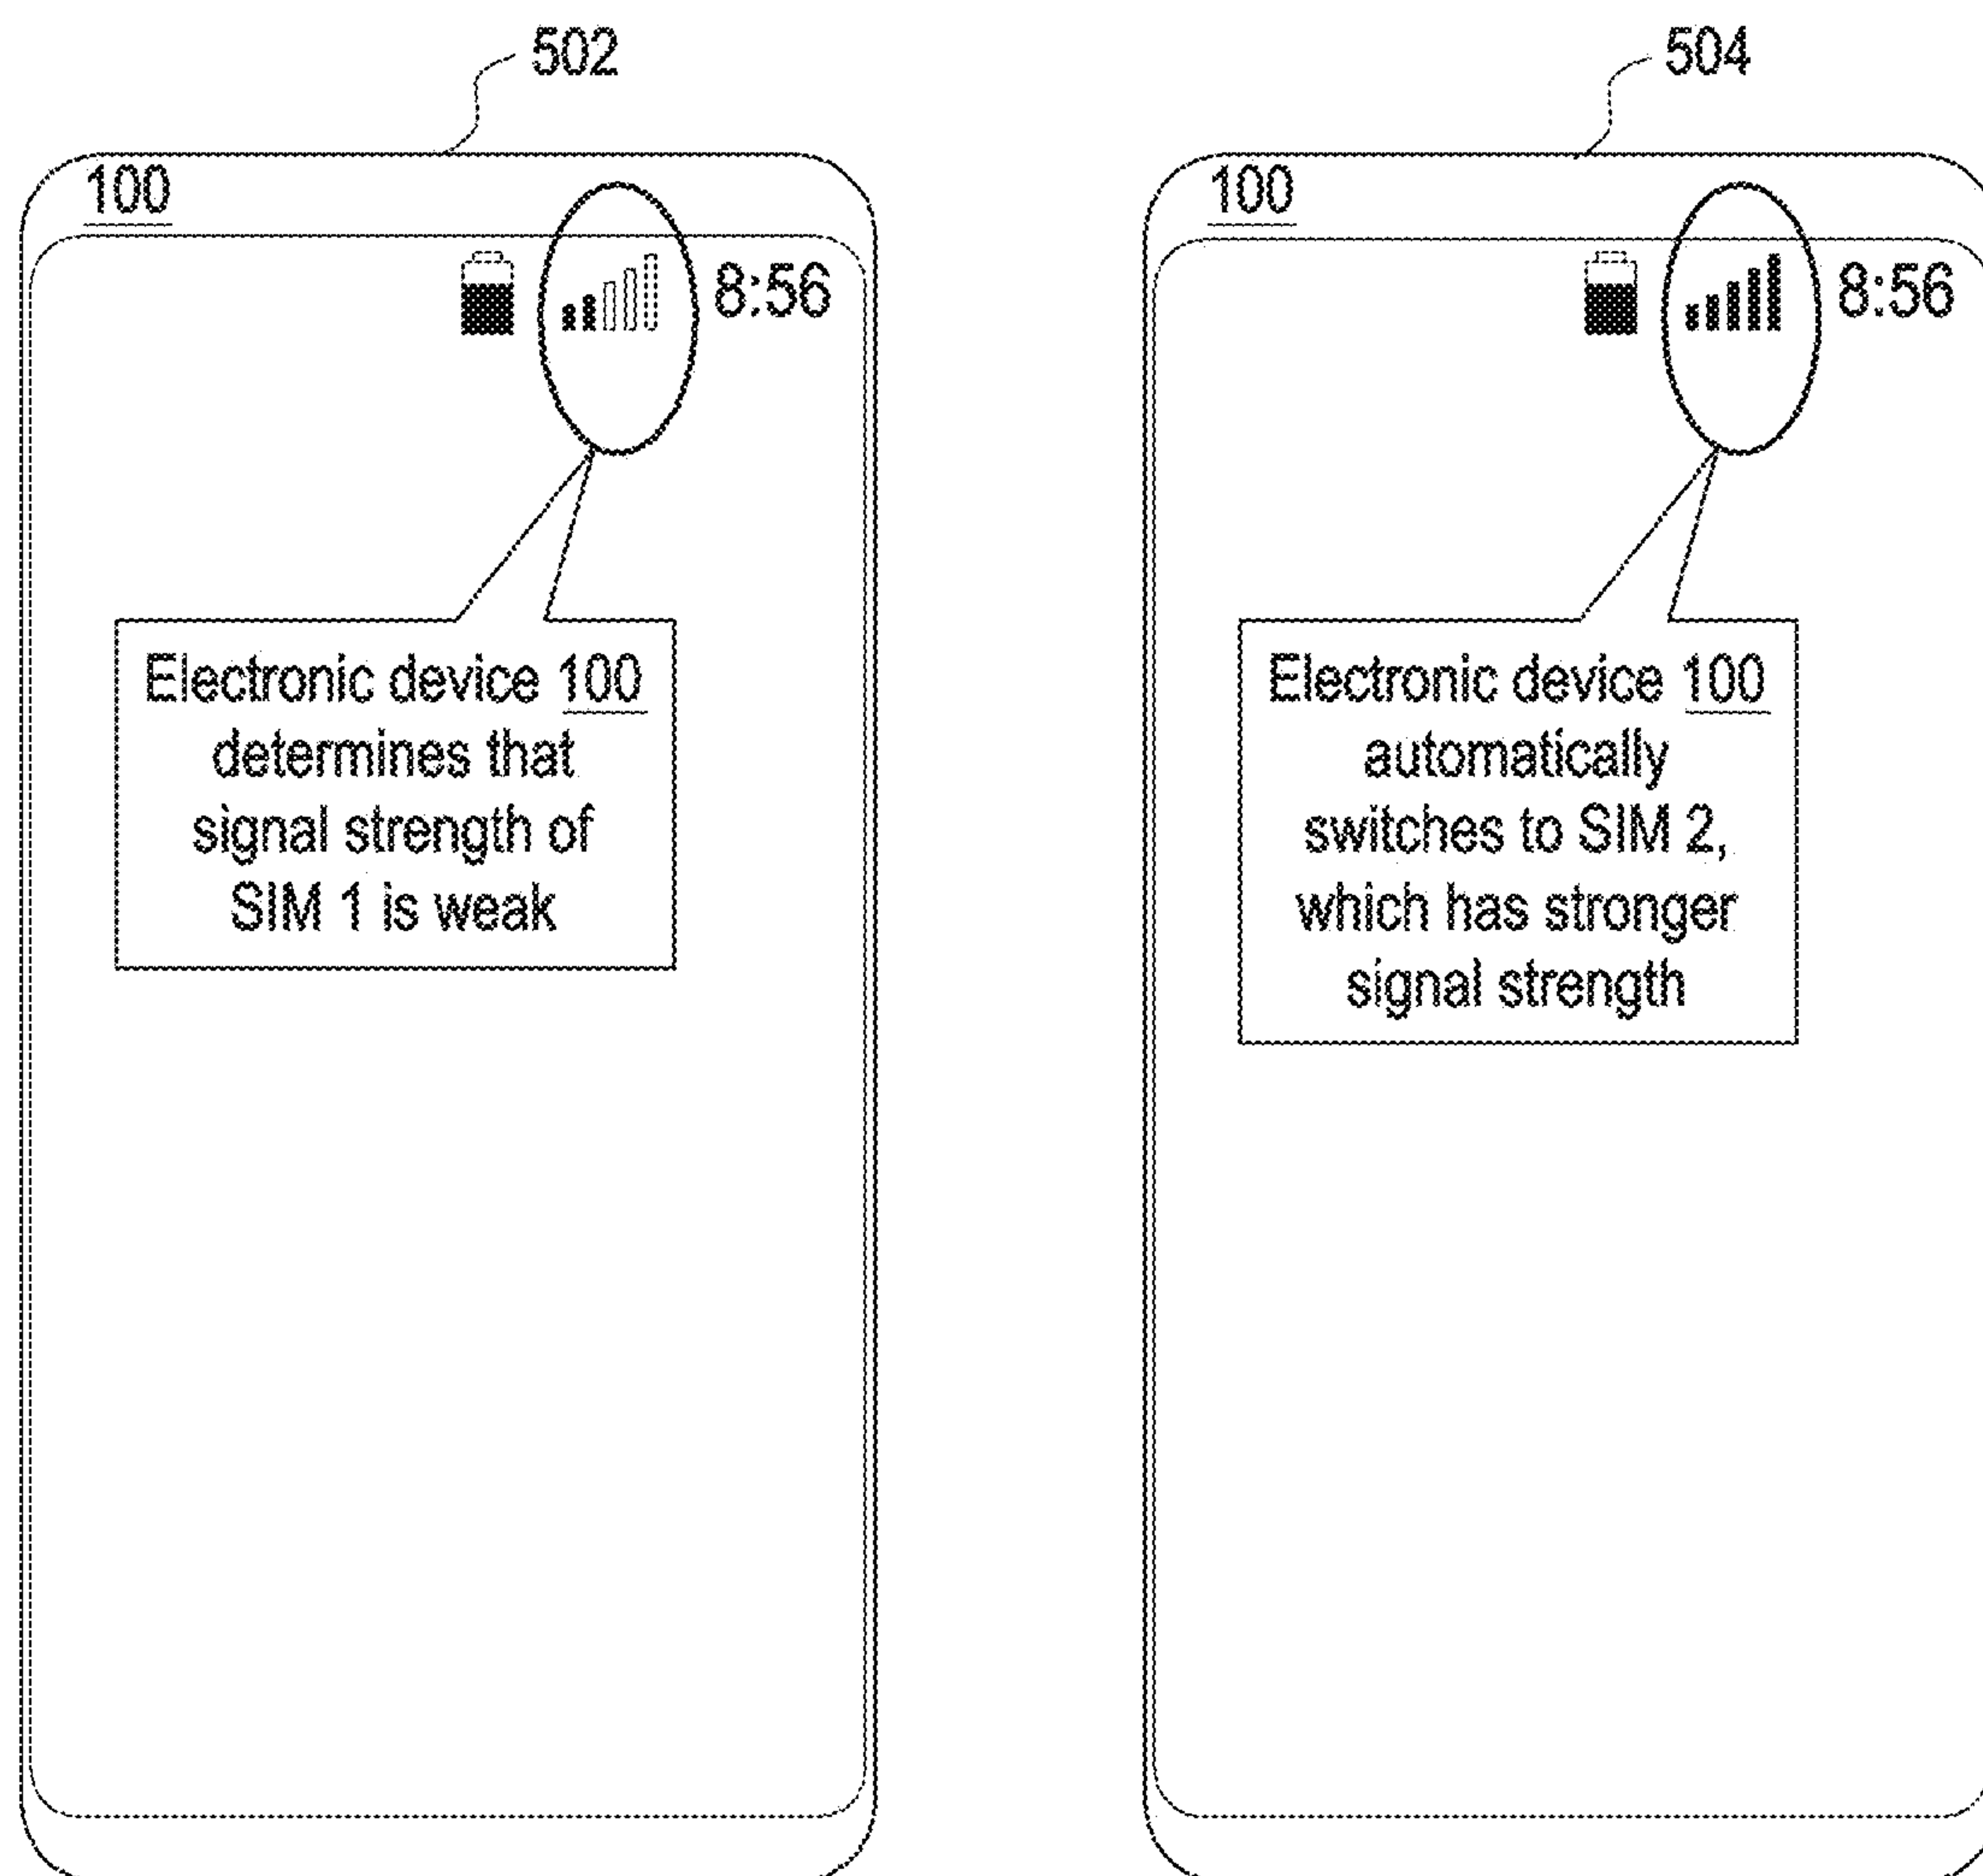 502
100
8:56
Electronic device 100
determines that
signal strength of
SIM 1 is weak
504
100
8:56
Electronic device 100
automatically
switches to SIM 2,
which has stronger
signal strength